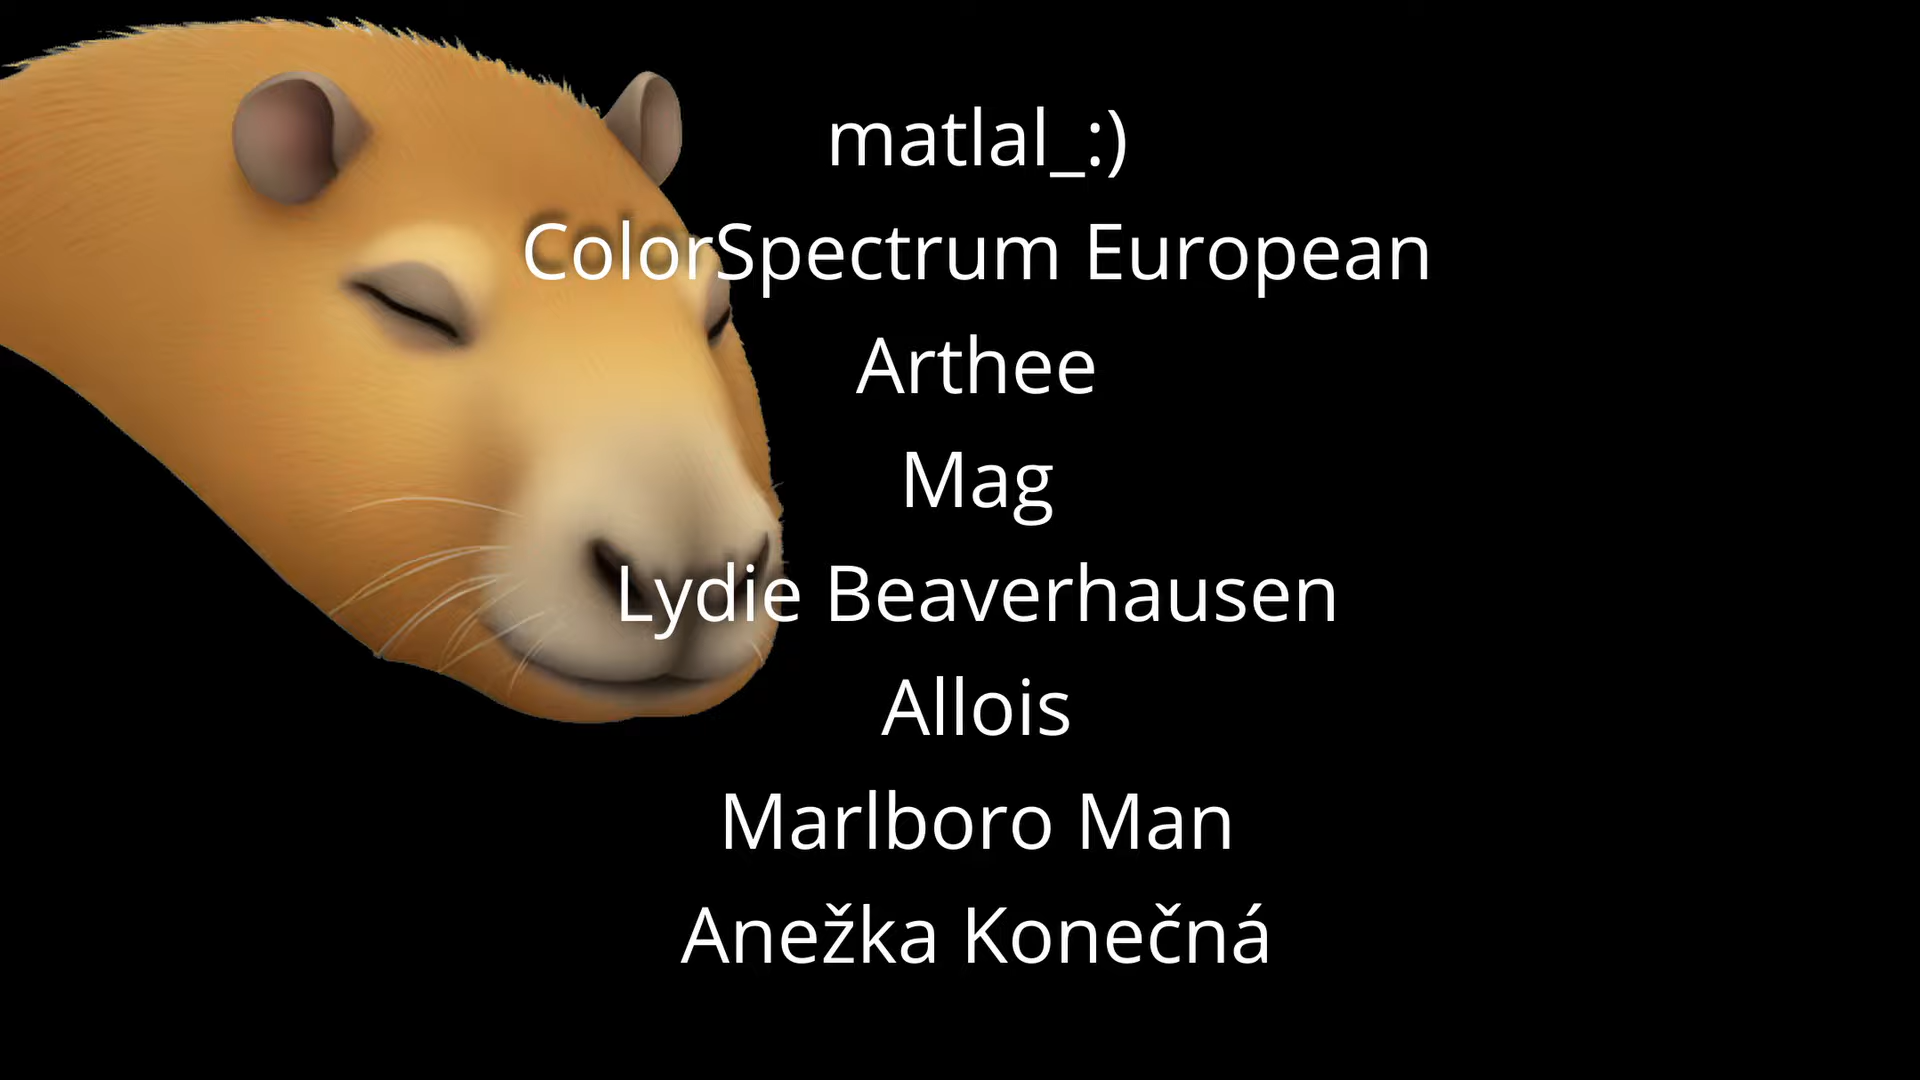 matlal_:)
ColorSpectrum European
Arthee
Mag
Lydie Beaverhausen
Allois
Marlboro Man
Anežka Konečná